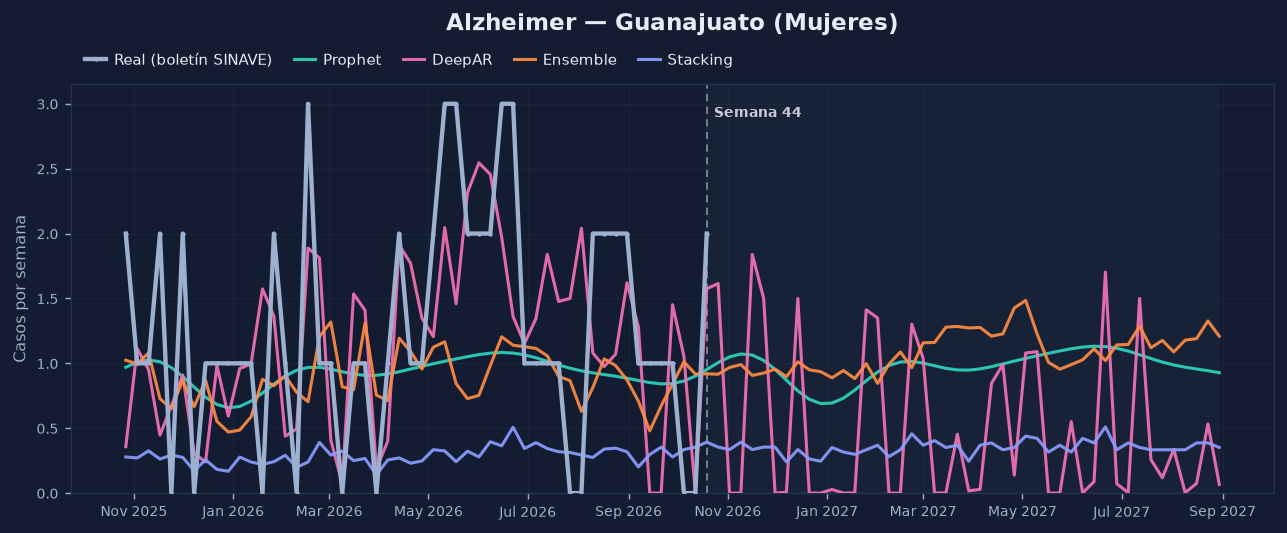 Alzheimer — Guanajuato (Mujeres)
Real (boletín SINAVE) Prophet DeepAR Ensemble Stacking
Casos por semana
3.0
2.5
2.0
1.5
1.0
0.5
0.0
Semana 44
Nov 2025 Jan 2026 Mar 2026 May 2026 Jul 2026 Sep 2026 Nov 2026 Jan 2027 Mar 2027 May 2027 Jul 2027 Sep 2027